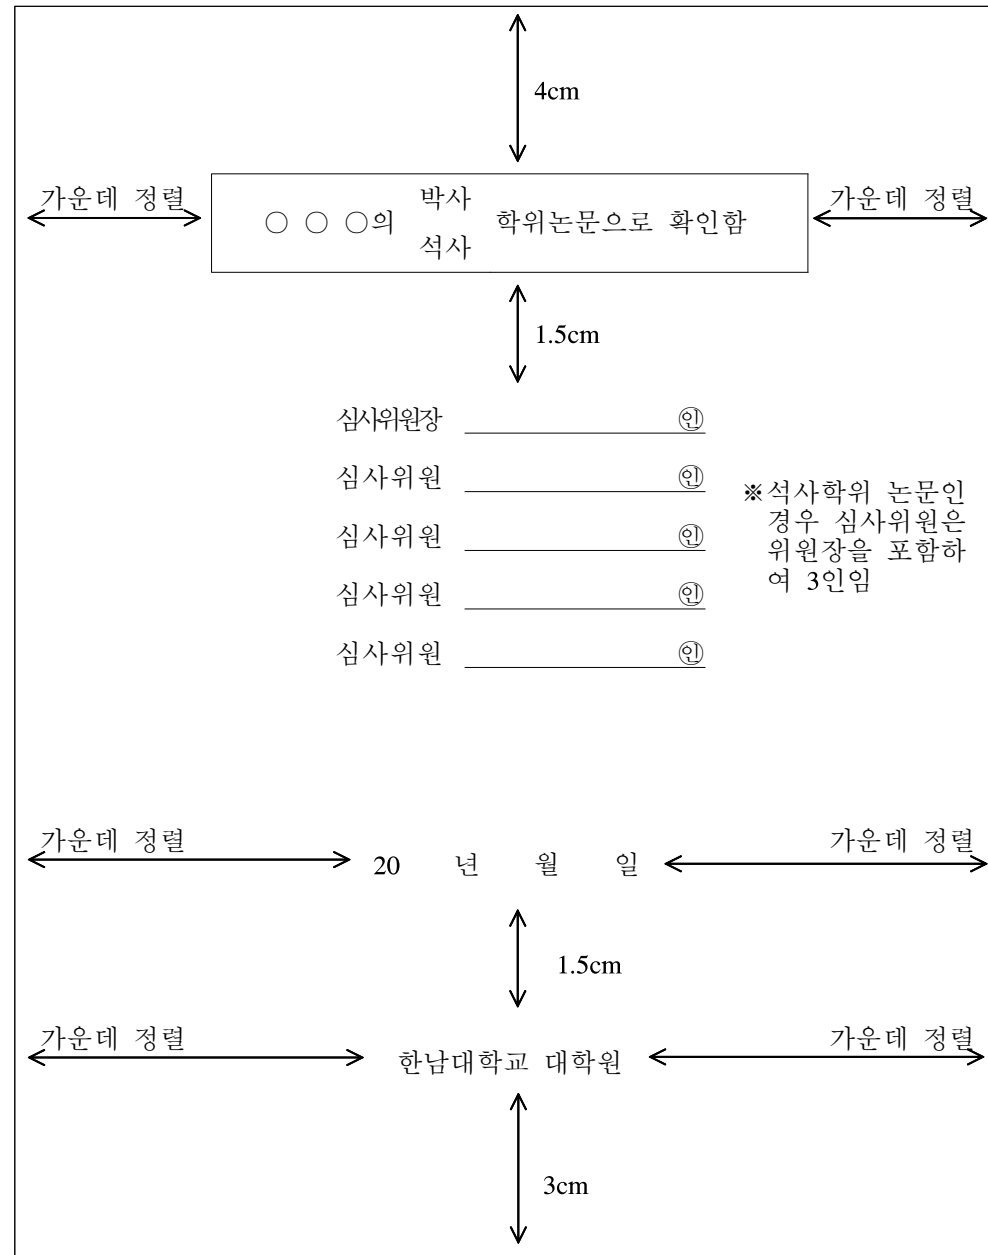 4cm
가운데 정렬
가운데 정렬
박사
○ ○ ○의 학위논문으로 확인함
석사
1.5cm
심사위원장 ㊞
심사위원 ㊞
심사위원 ㊞
심사위원 ㊞
심사위원 ㊞
※석사학위 논문인
경우 심사위원은
위원장을 포함하
여 3인임
가운데 정렬
가운데 정렬
20 년 월 일
1.5cm
가운데 정렬
가운데 정렬
한남대학교 대학원
3cm